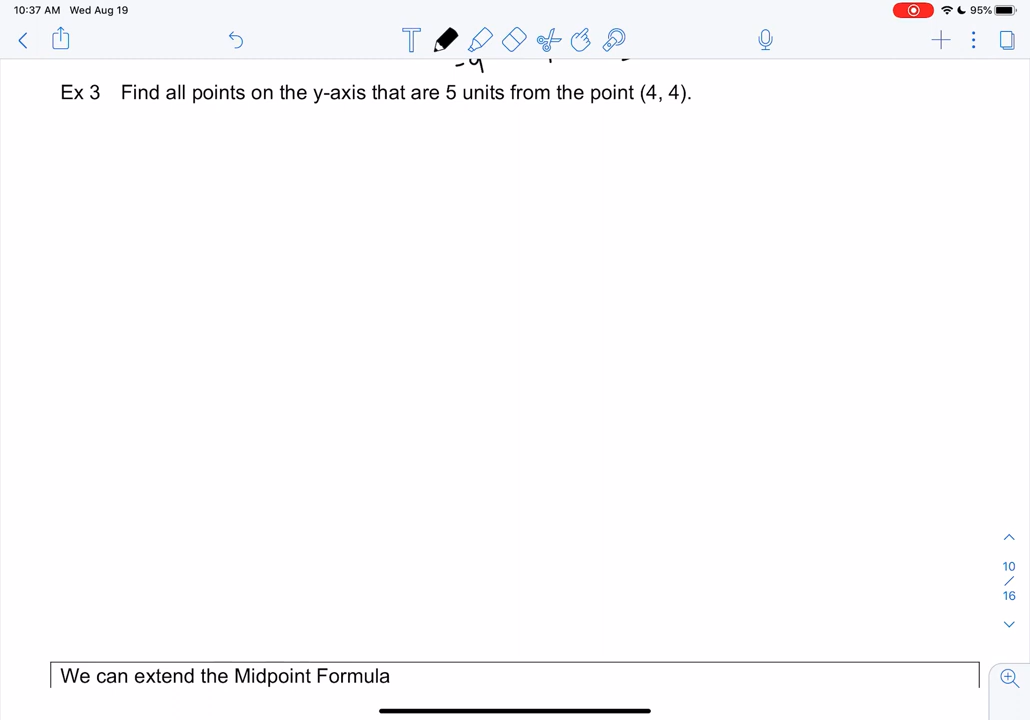 10:37 AM Wed Aug 19
95%
T
-4
Ex 3 Find all points on the y-axis that are 5 units from the point (4, 4).
10
/
16
We can extend the Midpoint Formula